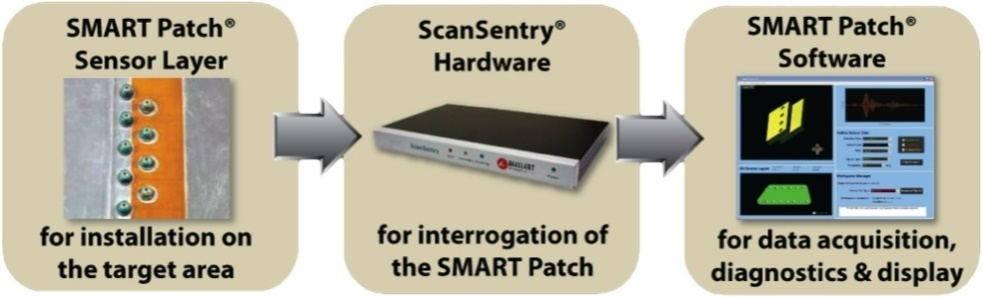 SMART Patch®
Sensor Layer
for installation on
the target area
ScanSentry®
Hardware
ScanSentry
for interrogation of
the SMART Patch
SMART Patch®
Software
for data acquisition,
diagnostics & display